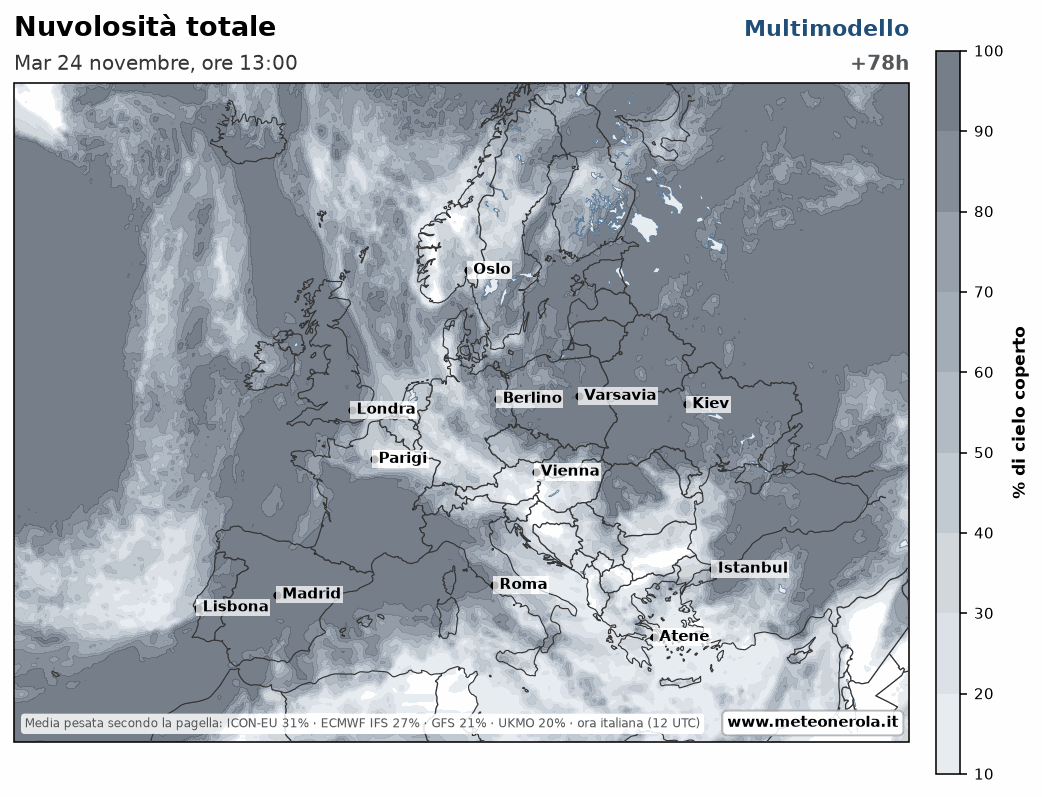 Nuvolosità totale
Multimodello
Mar 24 novembre, ore 13:00
+78h
100
90
80
70
60
50
40
30
20
10
% di cielo coperto
Oslo
Berlino
Varsavia
Kiev
Londra
Parigi
Vienna
Istanbul
Roma
Madrid
Lisbona
Atene
Media pesata secondo la pagella: ICON-EU 31% · ECMWF IFS 27% · GFS 21% · UKMO 20% · ora italiana (12 UTC)
www.meteonerola.it